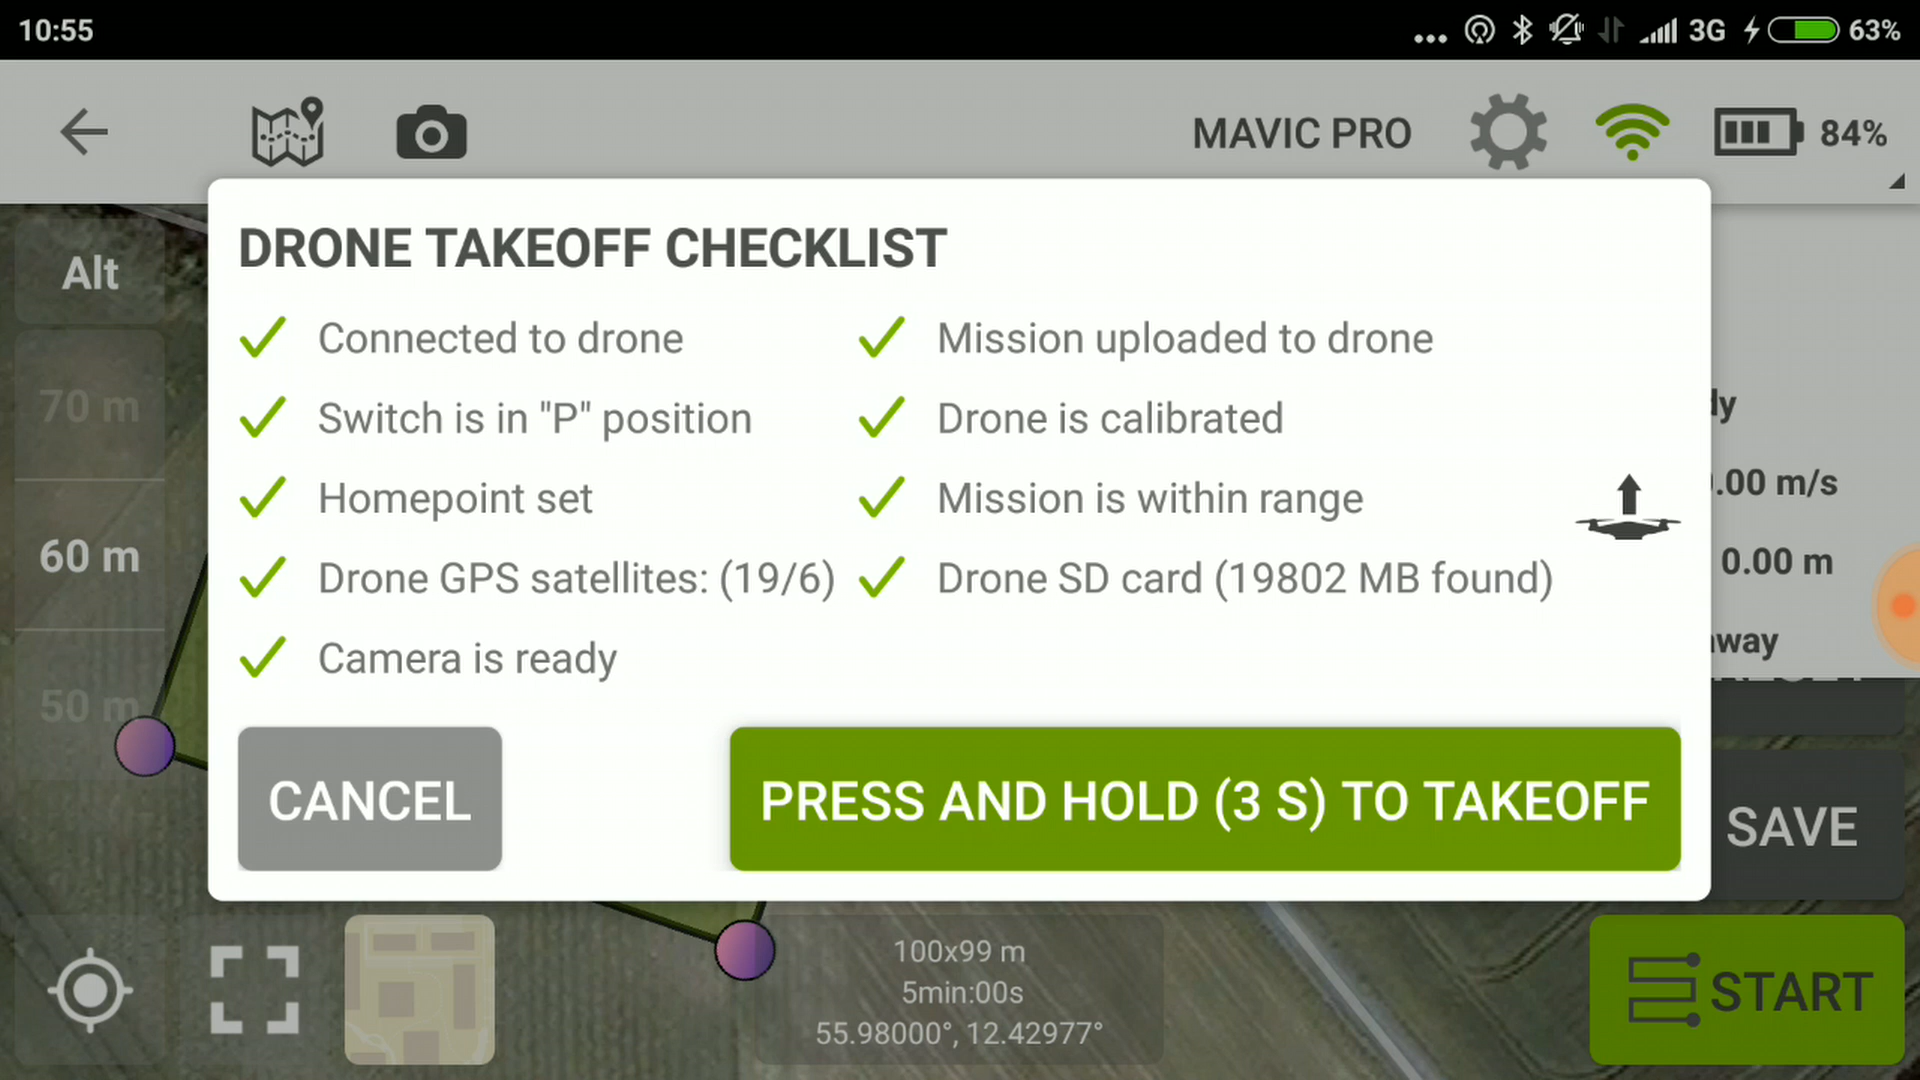 10:55
3G 63%
MAVIC PRO
84%
DRONE TAKEOFF CHECKLIST
Alt
Connected to drone
Mission uploaded to drone
70 m
Switch is in "P" position
Drone is calibrated
Homepoint set
Mission is within range
.00 m/s
60 m
Drone GPS satellites: (19/6)
Drone SD card (19802 MB found)
0.00 m
Camera is ready
50 m
CANCEL
PRESS AND HOLD (3 S) TO TAKEOFF
SAVE
100x99 m
5min:00s
55.98000°, 12.42977°
START